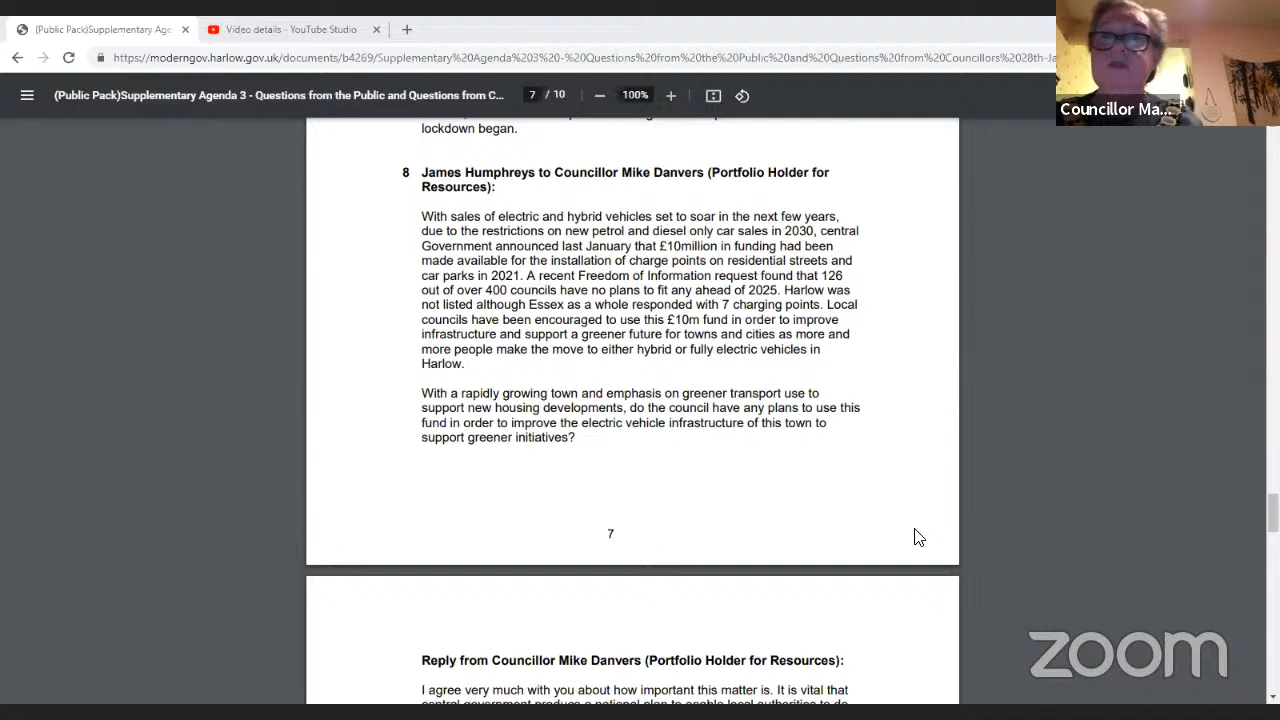 (Public Pack)Supplementary Age
Video details - YouTube Studio
https://moderngov.harlow.gov.uk/documents/b4269/Supplementary%20Agenda%203%20-%20Questions%20from%20the%20Public%20and%20Questions%20from%20Councillors%2028th-Ja
(Public Pack)Supplementary Agenda 3 - Questions from the Public and Questions from C...
7 / 10
100%
Councillor Ma...
lockdown began.
8 James Humphreys to Councillor Mike Danvers (Portfolio Holder for
Resources):
With sales of electric and hybrid vehicles set to soar in the next few years,
due to the restrictions on new petrol and diesel only car sales in 2030, central
Government announced last January that £10million in funding had been
made available for the installation of charge points on residential streets and
car parks in 2021. A recent Freedom of Information request found that 126
out of over 400 councils have no plans to fit any ahead of 2025. Harlow was
not listed although Essex as a whole responded with 7 charging points. Local
councils have been encouraged to use this £10m fund in order to improve
infrastructure and support a greener future for towns and cities as more and
more people make the move to either hybrid or fully electric vehicles in
Harlow.
With a rapidly growing town and emphasis on greener transport use to
support new housing developments, do the council have any plans to use this
fund in order to improve the electric vehicle infrastructure of this town to
support greener initiatives?
7
Reply from Councillor Mike Danvers (Portfolio Holder for Resources):
I agree very much with you about how important this matter is. It is vital that
central government produce a national plan to enable local authorities to do
zoom